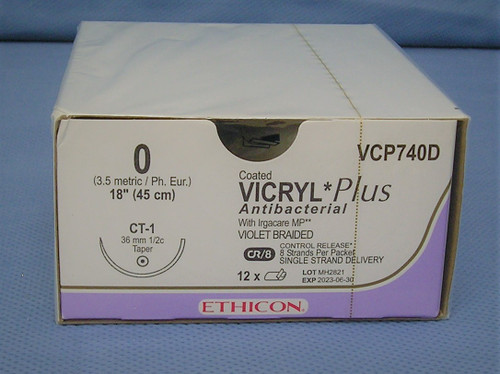 0
(3.5 metric / Ph. Eur.)
18" (45 cm)
CT-1
36 mm 1/2c
Taper
VCP740D
Coated
VICRYL* Plus
Antibacterial
With Irgacare MP**
VIOLET BRAIDED
CR/8
CONTROL RELEASE*
8 Strands Per Packet
SINGLE STRAND DELIVERY
12 x
LOT MH2821
EXP 2023-06-30
ETHICON